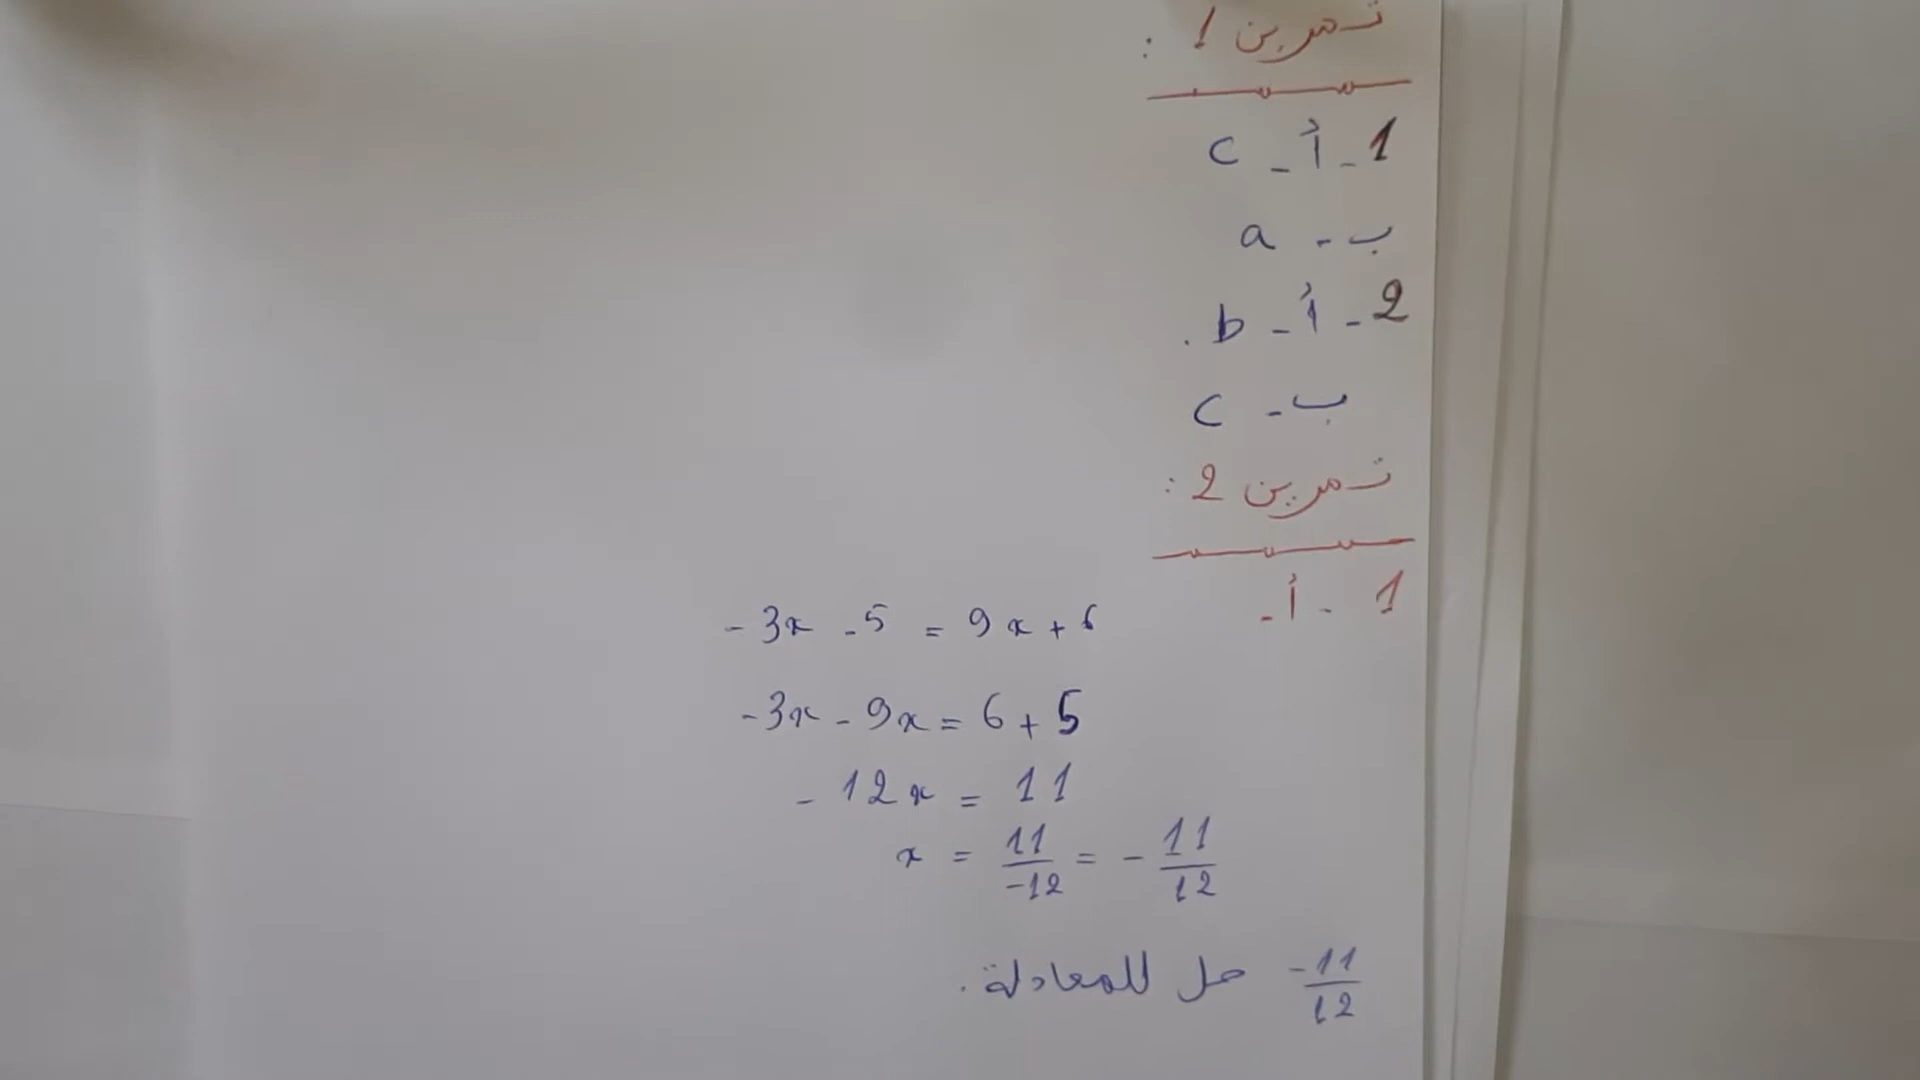 تمرين 1 :
1 - أ - c
ب - a
2 - أ - b .
ب - c
تمرين 2 :
1 - أ -
-3x - 5 = 9x + 6
-3x - 9x = 6 + 5
-12x = 11
x = 11/-12 = - 11/12
-11/12 حل للمعادلة .